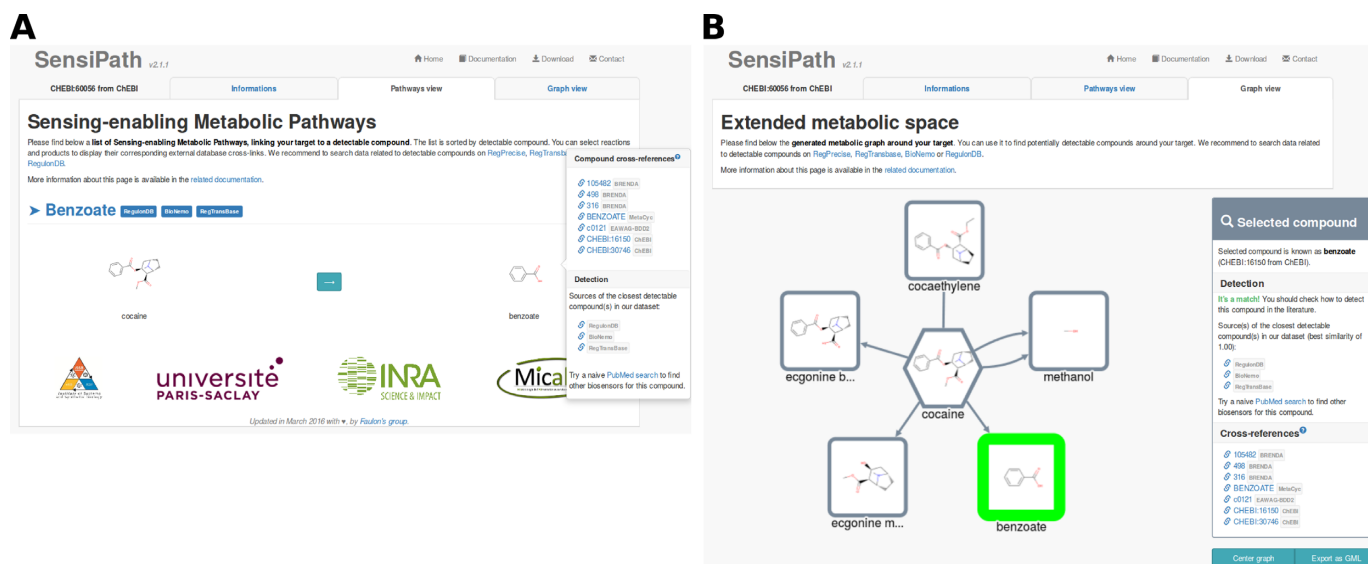 A
SensiPath v2.1.1
Home Documentation Download Contact
CHEBI:60056 from ChEBI Informations Pathways view Graph view
Sensing-enabling Metabolic Pathways
Please find below a list of Sensing-enabling Metabolic Pathways, linking your target to a detectable compound. The list is sorted by detectable compound. You can select reactions
and products to display their corresponding external database cross-links. We recommend to search data related to detectable compounds on RegPrecise, RegTransba
RegulonDB.
More information about this page is available in the related documentation.
➤ Benzoate RegulonDB BioNemo RegTransBase
→
cocaine
benzoate
Compound cross-references?
105482 BRENDA
498 BRENDA
316 BRENDA
BENZOATE MetaCyc
c0121 EAWAG-BDD2
CHEBI:16150 ChEBI
CHEBI:30746 ChEBI
Detection
Sources of the closest detectable
compound(s) in our dataset:
RegulonDB
BioNemo
RegTransBase
Try a naive PubMed search to find
other biosensors for this compound.
université
PARIS-SACLAY
INRA
SCIENCE & IMPACT
Mica
Updated in March 2016 with ♥, by Faulon's group.
B
SensiPath v2.1.1
Home Documentation Download Contact
CHEBI:60056 from ChEBI Informations Pathways view Graph view
Extended metabolic space
Please find below the generated metabolic graph around your target. You can use it to find potentially detectable compounds around your target. We recommend to search data related
to detectable compounds on RegPrecise, RegTransbase, BioNemo or RegulonDB.
More information about this page is available in the related documentation.
cocaethylene
ecgonine b...
methanol
cocaine
ecgonine m...
benzoate
Selected compound
Selected compound is known as benzoate
(CHEBI:16150 from ChEBI).
Detection
It's a match! You should check how to detect
this compound in the literature.
Source(s) of the closest detectable
compound(s) in our dataset (best similarity of
1.00):
RegulonDB
BioNemo
RegTransBase
Try a naive PubMed search to find other
biosensors for this compound.
Cross-references?
105482 BRENDA
498 BRENDA
316 BRENDA
BENZOATE MetaCyc
c0121 EAWAG-BDD2
CHEBI:16150 ChEBI
CHEBI:30746 ChEBI
Center graph Export as GML